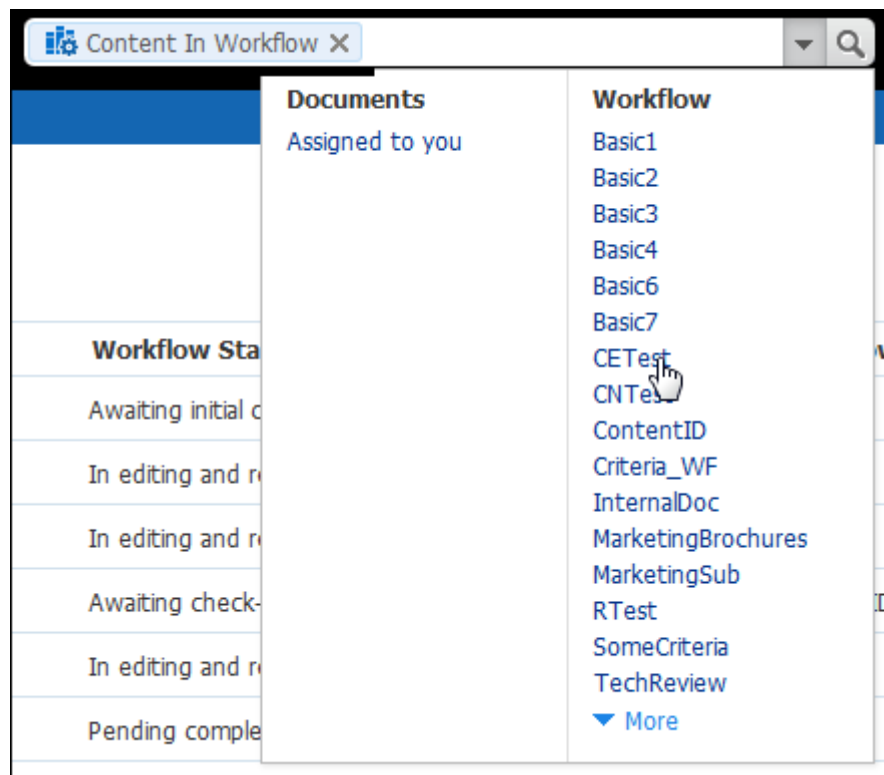 Content In Workflow
Documents
Assigned to you
Workflow
Basic1
Basic2
Basic3
Basic4
Basic6
Basic7
CETest
CNTest
ContentID
Criteria_WF
InternalDoc
MarketingBrochures
MarketingSub
RTest
SomeCriteria
TechReview
More
Workflow Sta
Awaiting initial c
In editing and r
In editing and r
Awaiting check-
In editing and r
Pending comple